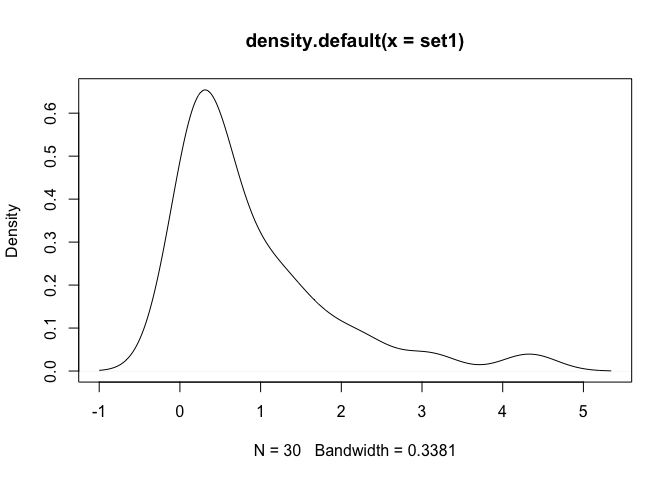 density.default(x = set1)
Density
0.0 0.1 0.2 0.3 0.4 0.5 0.6
-1 0 1 2 3 4 5
N = 30 Bandwidth = 0.3381